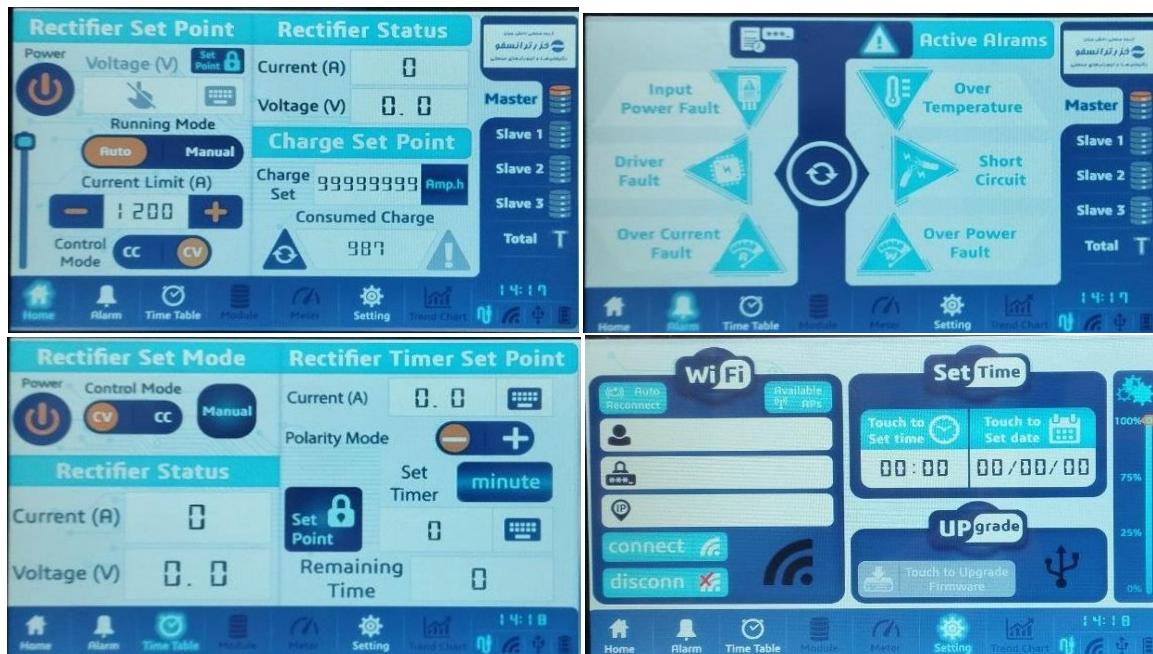 Rectifier Set Point
Rectifier Status
Power
Voltage (V)
Set Point
Current (A)
0
Voltage (V)
0.0
Running Mode
Auto
Manual
Current Limit (A)
1200
Control Mode
CC
CV
Charge Set Point
Charge Set
99999999
Amp.h
Consumed Charge
987
خزر ترانسفو
Master
Slave 1
Slave 2
Slave 3
Total T
Home
Alarm
Time Table
Module
Meter
Setting
Trend Chart
14:17
Active Alrams
Input Power Fault
Over Temperature
Driver Fault
Short Circuit
Over Current Fault
A
Over Power Fault
W
خزر ترانسفو
Master
Slave 1
Slave 2
Slave 3
Total T
Home
Alarm
Time Table
Module
Meter
Setting
Trend Chart
14:17
Rectifier Set Mode
Rectifier Timer Set Point
Power
Control Mode
CV
CC
Manual
Current (A)
0.0
Polarity Mode
- +
Set Timer
minute
Set Point
0
Remaining Time
0
Rectifier Status
Current (A)
0
Voltage (V)
0.0
Home
Alarm
Time Table
Module
Meter
Setting
Trend Chart
14:18
WiFi
Auto Reconnect
Available APs
IP
connect
disconn
Set Time
Touch to Set time
Touch to Set date
00:00
00/00/00
UPgrade
Touch to Upgrade Firmware
100%
75%
25%
0%
Home
Alarm
Time Table
Module
Meter
Setting
Trend Chart
14:18